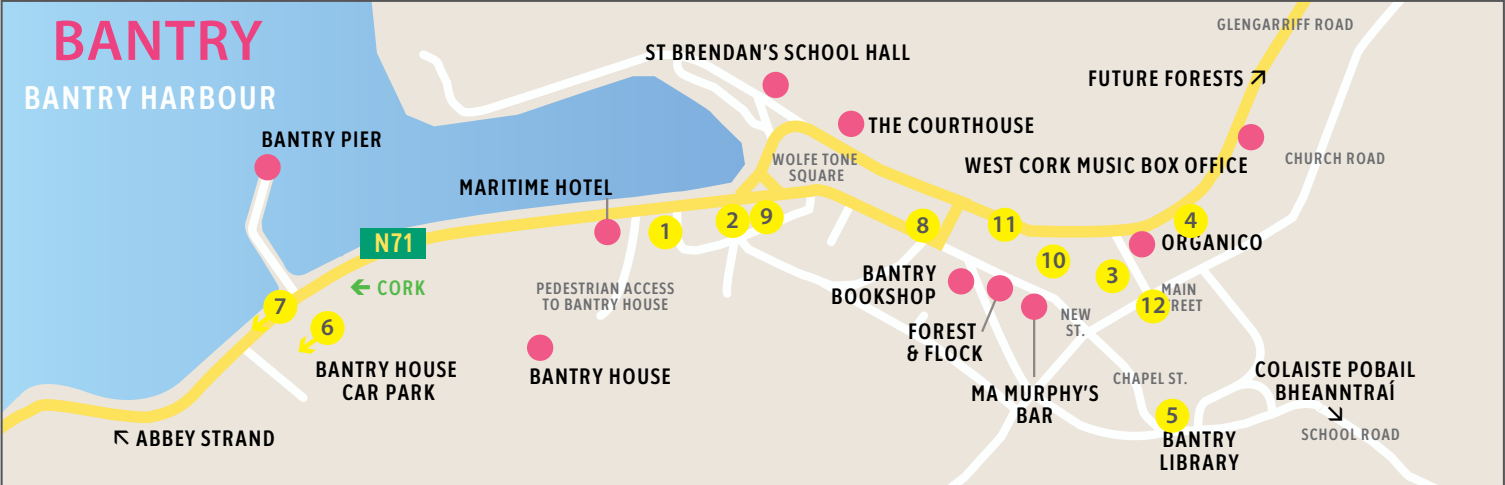 BANTRY
BANTRY HARBOUR
GLENGARRIFF ROAD
ST BRENDAN'S SCHOOL HALL
FUTURE FORESTS ↗
THE COURTHOUSE
BANTRY PIER
WOLFE TONE
SQUARE
WEST CORK MUSIC BOX OFFICE
CHURCH ROAD
MARITIME HOTEL
1
2
9
8
11
4
ORGANICO
N71
← CORK
10
3
BANTRY
BOOKSHOP
PEDESTRIAN ACCESS
TO BANTRY HOUSE
7
6
12
MAIN
STREET
NEW
ST.
FOREST
& FLOCK
BANTRY HOUSE
CAR PARK
BANTRY HOUSE
MA MURPHY'S
BAR
CHAPEL ST.
COLAISTE POBAIL
BHEANNTRAÍ
↘
SCHOOL ROAD
5
BANTRY
LIBRARY
↖ ABBEY STRAND